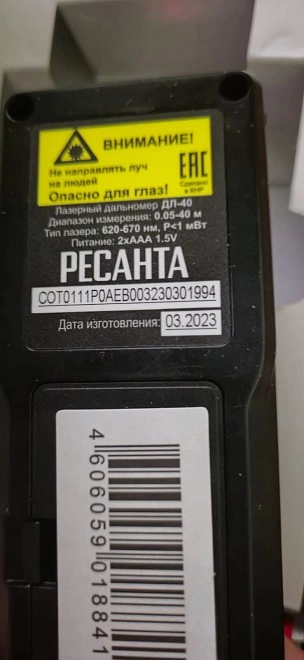 ВНИМАНИЕ!
Не направлять луч
на людей
Опасно для глаз!
EAC
Сделано
в КНР
Лазерный дальномер ДЛ-40
Диапазон измерения: 0.05-40 м
Тип лазера: 620-670 нм, P<1 мВт
Питание: 2xAAA 1.5V
РЕСАНТА
COT0111P0AEB003230301994
Дата изготовления: 03.2023
4 606059 018841